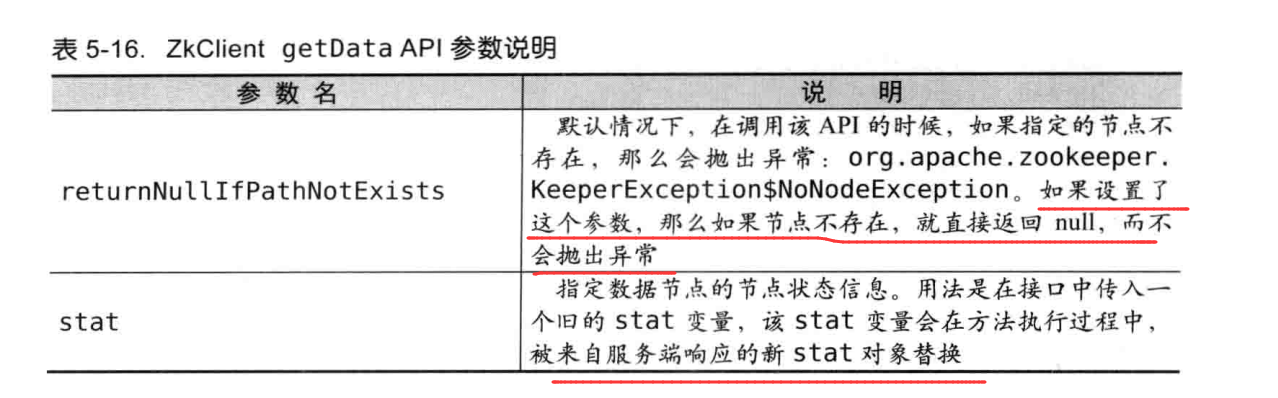 表 5-16. ZkClient getData API 参数说明
参 数 名 说 明
默认情况下，在调用该 API 的时候，如果指定的节点不
存在，那么会抛出异常：org.apache.zookeeper.
returnNullIfPathNotExists
KeeperException$NoNodeException。如果设置了
这个参数，那么如果节点不存在，就直接返回 null，而不
会抛出异常
指定数据节点的节点状态信息。用法是在接口中传入一
stat
个旧的 stat 变量，该 stat 变量会在方法执行过程中，
被来自服务端响应的新 stat 对象替换